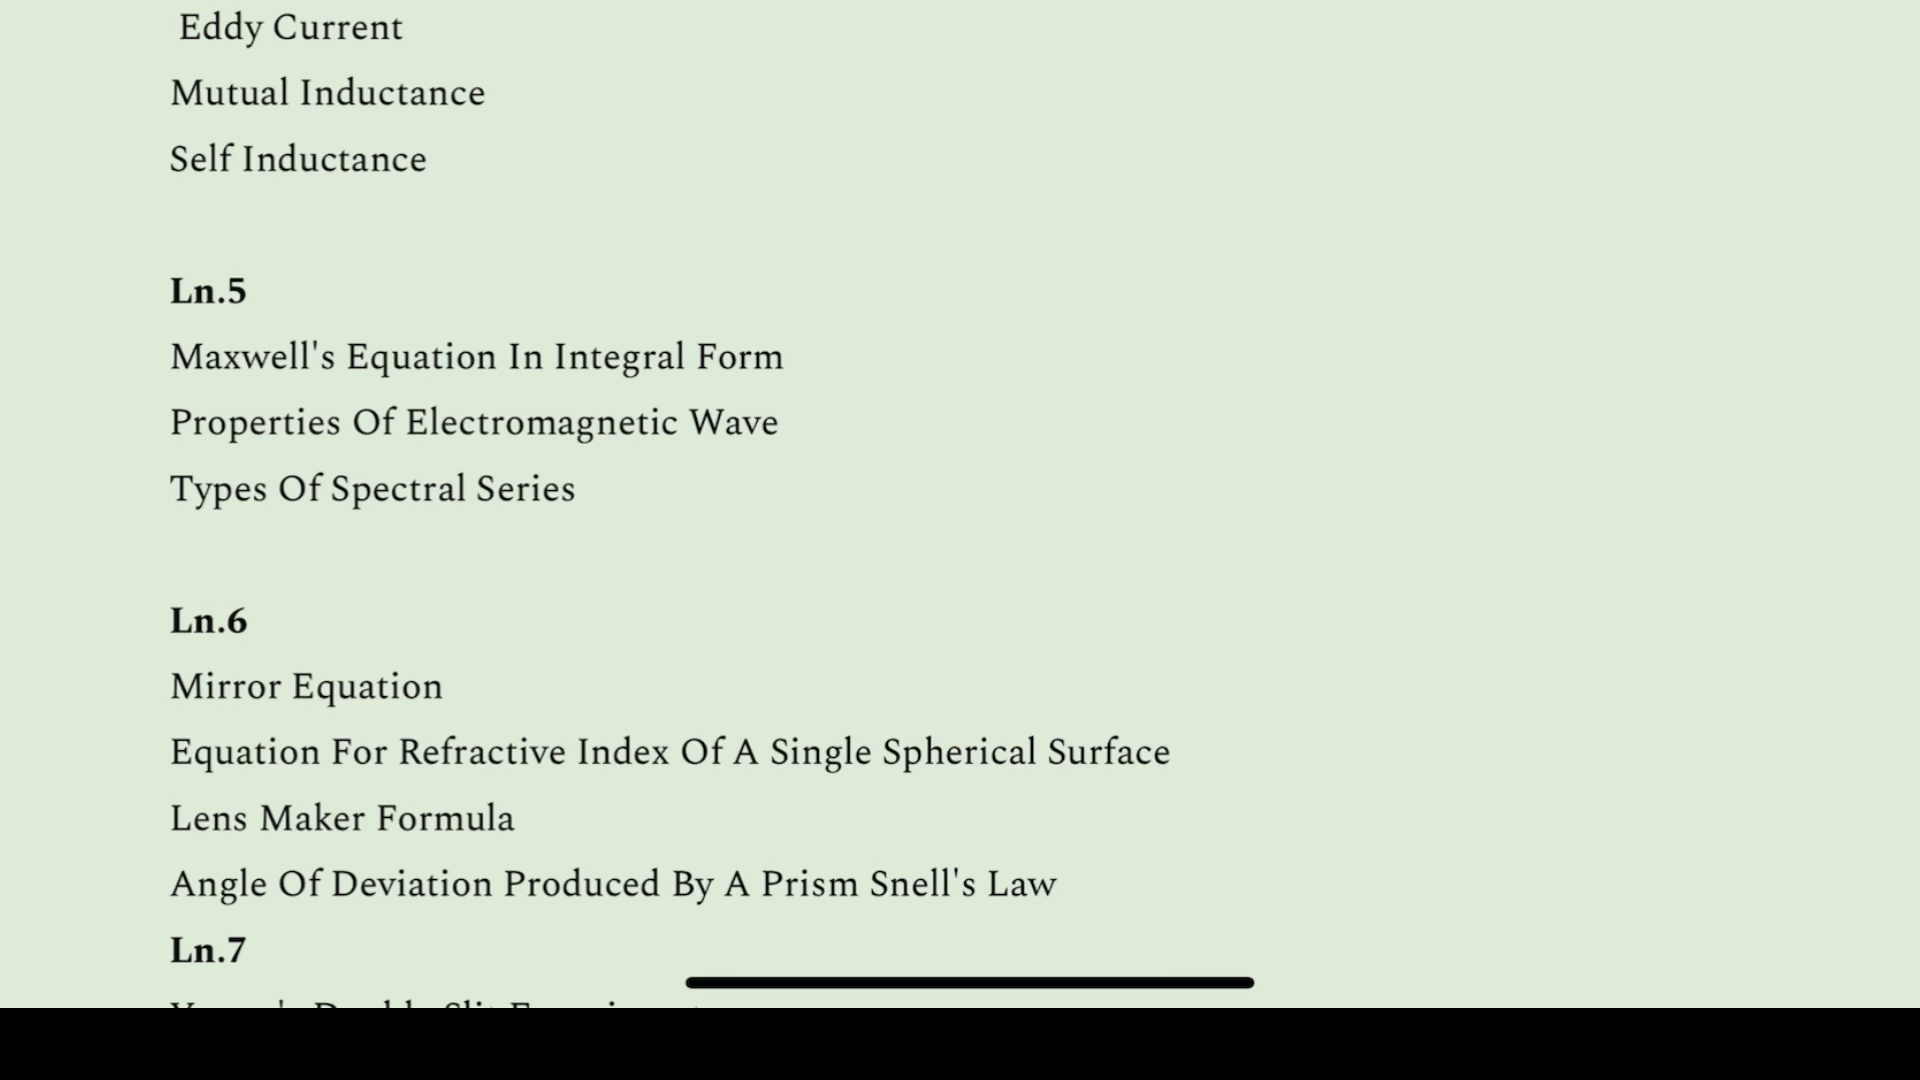 Eddy Current
Mutual Inductance
Self Inductance
Ln.5
Maxwell's Equation In Integral Form
Properties Of Electromagnetic Wave
Types Of Spectral Series
Ln.6
Mirror Equation
Equation For Refractive Index Of A Single Spherical Surface
Lens Maker Formula
Angle Of Deviation Produced By A Prism Snell's Law
Ln.7